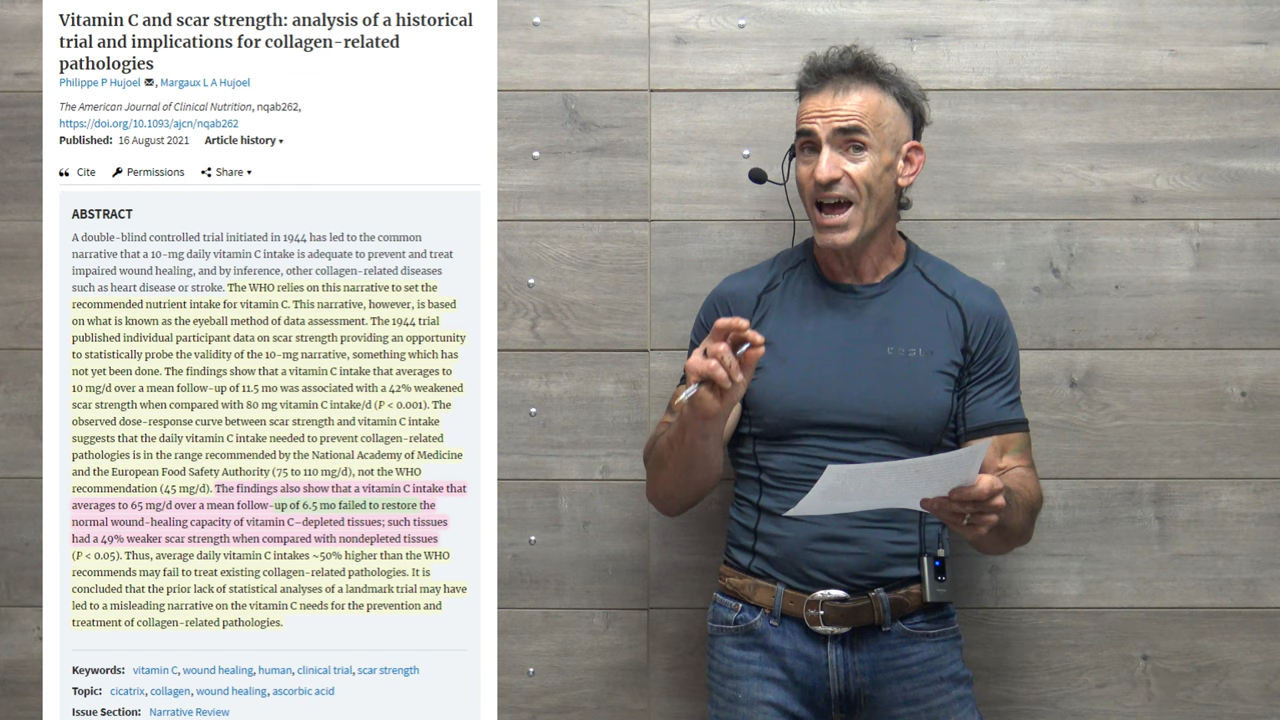 Vitamin C and scar strength: analysis of a historical
trial and implications for collagen-related
pathologies
Philippe P Hujoel ✉, Margaux L A Hujoel
The American Journal of Clinical Nutrition, nqab262,
https://doi.org/10.1093/ajcn/nqab262
Published: 16 August 2021 Article history ▾
Cite Permissions Share ▾
ABSTRACT
A double-blind controlled trial initiated in 1944 has led to the common
narrative that a 10-mg daily vitamin C intake is adequate to prevent and treat
impaired wound healing, and by inference, other collagen-related diseases
such as heart disease or stroke. The WHO relies on this narrative to set the
recommended nutrient intake for vitamin C. This narrative, however, is based
on what is known as the eyeball method of data assessment. The 1944 trial
published individual participant data on scar strength providing an opportunity
to statistically probe the validity of the 10-mg narrative, something which has
not yet been done. The findings show that a vitamin C intake that averages to
10 mg/d over a mean follow-up of 11.5 mo was associated with a 42% weakened
scar strength when compared with 80 mg vitamin C intake/d (P < 0.001). The
observed dose-response curve between scar strength and vitamin C intake
suggests that the daily vitamin C intake needed to prevent collagen-related
pathologies is in the range recommended by the National Academy of Medicine
and the European Food Safety Authority (75 to 110 mg/d), not the WHO
recommendation (45 mg/d). The findings also show that a vitamin C intake that
averages to 65 mg/d over a mean follow-up of 6.5 mo failed to restore the
normal wound-healing capacity of vitamin C–depleted tissues; such tissues
had a 49% weaker scar strength when compared with nondepleted tissues
(P < 0.05). Thus, average daily vitamin C intakes ~50% higher than the WHO
recommends may fail to treat existing collagen-related pathologies. It is
concluded that the prior lack of statistical analyses of a landmark trial may have
led to a misleading narrative on the vitamin C needs for the prevention and
treatment of collagen-related pathologies.
Keywords: vitamin C, wound healing, human, clinical trial, scar strength
Topic: cicatrix, collagen, wound healing, ascorbic acid
Issue Section: Narrative Review